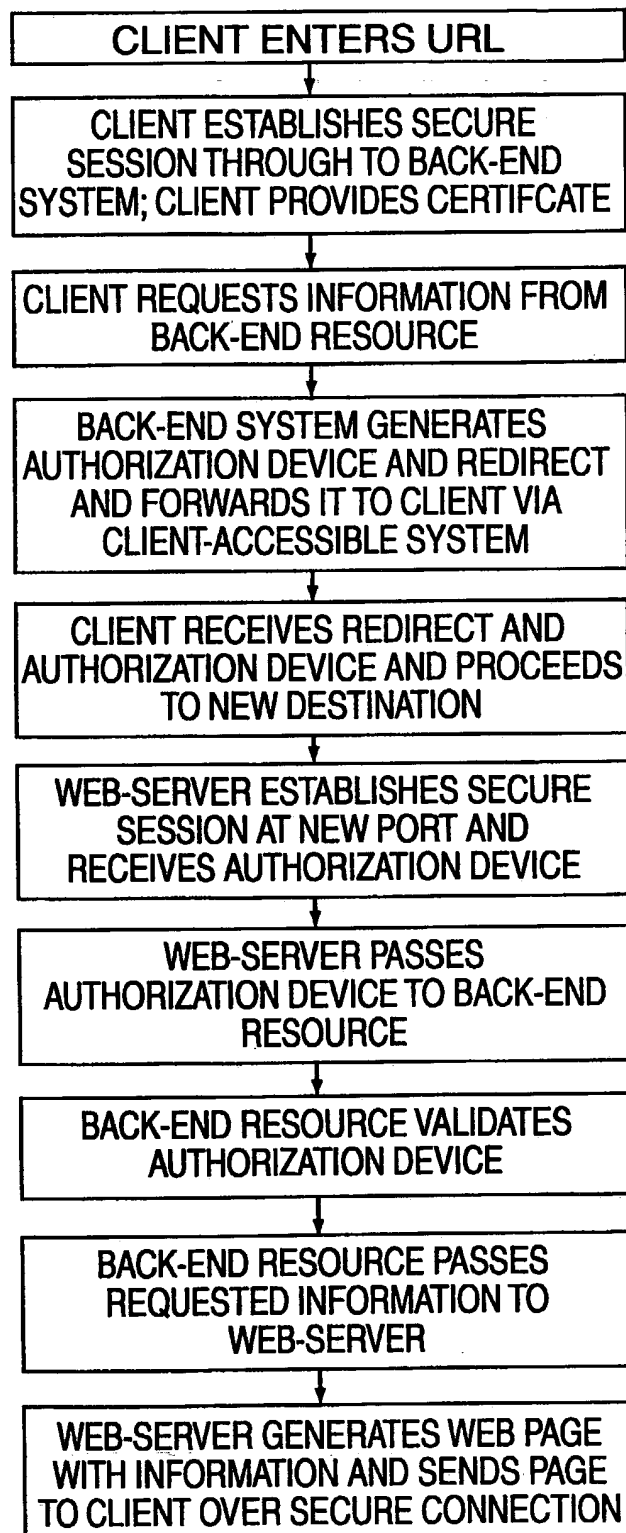 CLIENT ENTERS URL
CLIENT ESTABLISHES SECURE
SESSION THROUGH TO BACK-END
SYSTEM; CLIENT PROVIDES CERTIFCATE
CLIENT REQUESTS INFORMATION FROM
BACK-END RESOURCE
BACK-END SYSTEM GENERATES
AUTHORIZATION DEVICE AND REDIRECT
AND FORWARDS IT TO CLIENT VIA
CLIENT-ACCESSIBLE SYSTEM
CLIENT RECEIVES REDIRECT AND
AUTHORIZATION DEVICE AND PROCEEDS
TO NEW DESTINATION
WEB-SERVER ESTABLISHES SECURE
SESSION AT NEW PORT AND
RECEIVES AUTHORIZATION DEVICE
WEB-SERVER PASSES
AUTHORIZATION DEVICE TO BACK-END
RESOURCE
BACK-END RESOURCE VALIDATES
AUTHORIZATION DEVICE
BACK-END RESOURCE PASSES
REQUESTED INFORMATION TO
WEB-SERVER
WEB-SERVER GENERATES WEB PAGE
WITH INFORMATION AND SENDS PAGE
TO CLIENT OVER SECURE CONNECTION